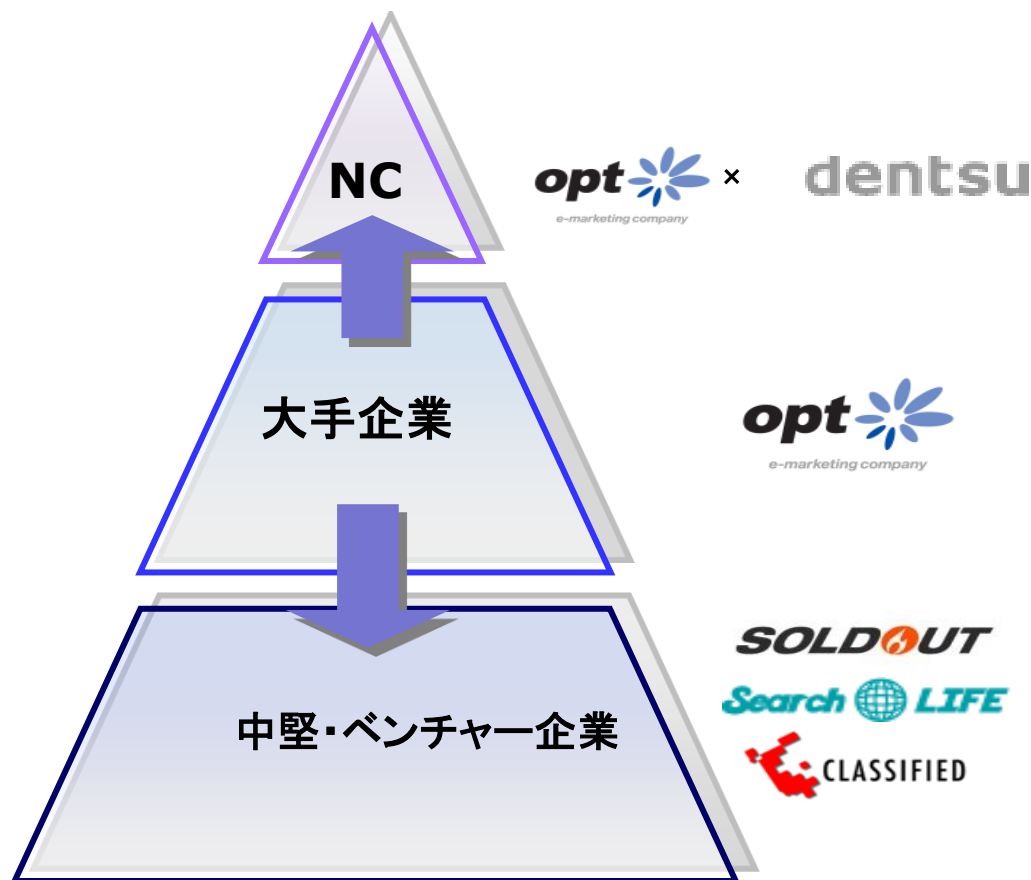 NC
opt × dentsu
e-marketing company
大手企業
opt
e-marketing company
SOLDOUT
Search LIFE
中堅・ベンチャー企業
CLASSIFIED